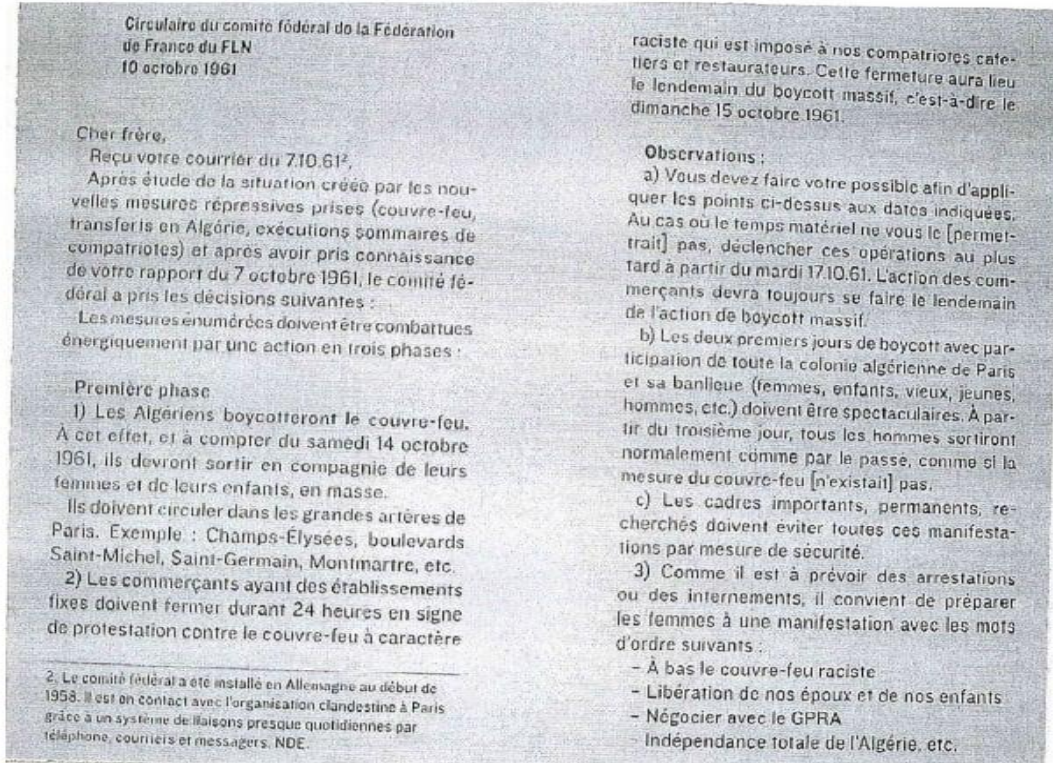 Circulaire du comité fédéral de la Fédération
de France du FLN
10 octobre 1961
Cher frère,
Reçu votre courrier du 7.10.61²,
Après étude de la situation créée par les nou-
velles mesures répressives prises (couvre-feu,
transferts en Algérie, exécutions sommaires de
compatriotes) et après avoir pris connaissance
de votre rapport du 7 octobre 1961, le comité fé-
déral a pris les décisions suivantes :
Les mesures énumérées doivent être combattues
énergiquement par une action en trois phases :
Première phase
1) Les Algériens boycotteront le couvre-feu.
À cet effet, et à compter du samedi 14 octobre
1961, ils devront sortir en compagnie de leurs
femmes et de leurs enfants, en masse.
Ils doivent circuler dans les grandes artères de
Paris. Exemple : Champs-Élysées, boulevards
Saint-Michel, Saint-Germain, Montmartre, etc.
2) Les commerçants ayant des établissements
fixes doivent fermer durant 24 heures en signe
de protestation contre le couvre-feu à caractère
2. Le comité fédéral a été installé en Allemagne au début de
1958. Il est en contact avec l'organisation clandestine à Paris
grâce à un système de liaisons presque quotidiennes par
téléphone, courriers et messagers. NDE.
raciste qui est imposé à nos compatriotes cafe-
tiers et restaurateurs. Cette fermeture aura lieu
le lendemain du boycott massif, c'est-à-dire le
dimanche 15 octobre 1961.
Observations :
a) Vous devez faire votre possible afin d'appli-
quer les points ci-dessus aux dates indiquées.
Au cas où le temps matériel ne vous le [permet-
trait] pas, déclencher ces opérations au plus
tard à partir du mardi 17.10.61. L'action des com-
merçants devra toujours se faire le lendemain
de l'action de boycott massif.
b) Les deux premiers jours de boycott avec par-
ticipation de toute la colonie algérienne de Paris
et sa banlieue (femmes, enfants, vieux, jeunes,
hommes, etc.) doivent être spectaculaires. À par-
tir du troisième jour, tous les hommes sortiront
normalement comme par le passé, comme si la
mesure du couvre-feu [n'existait] pas.
c) Les cadres importants, permanents, re-
cherchés doivent éviter toutes ces manifesta-
tions par mesure de sécurité.
3) Comme il est à prévoir des arrestations
ou des internements, il convient de préparer
les femmes à une manifestation avec les mots
d'ordre suivants :
– À bas le couvre-feu raciste
– Libération de nos époux et de nos enfants
– Négocier avec le GPRA
– Indépendance totale de l'Algérie, etc.